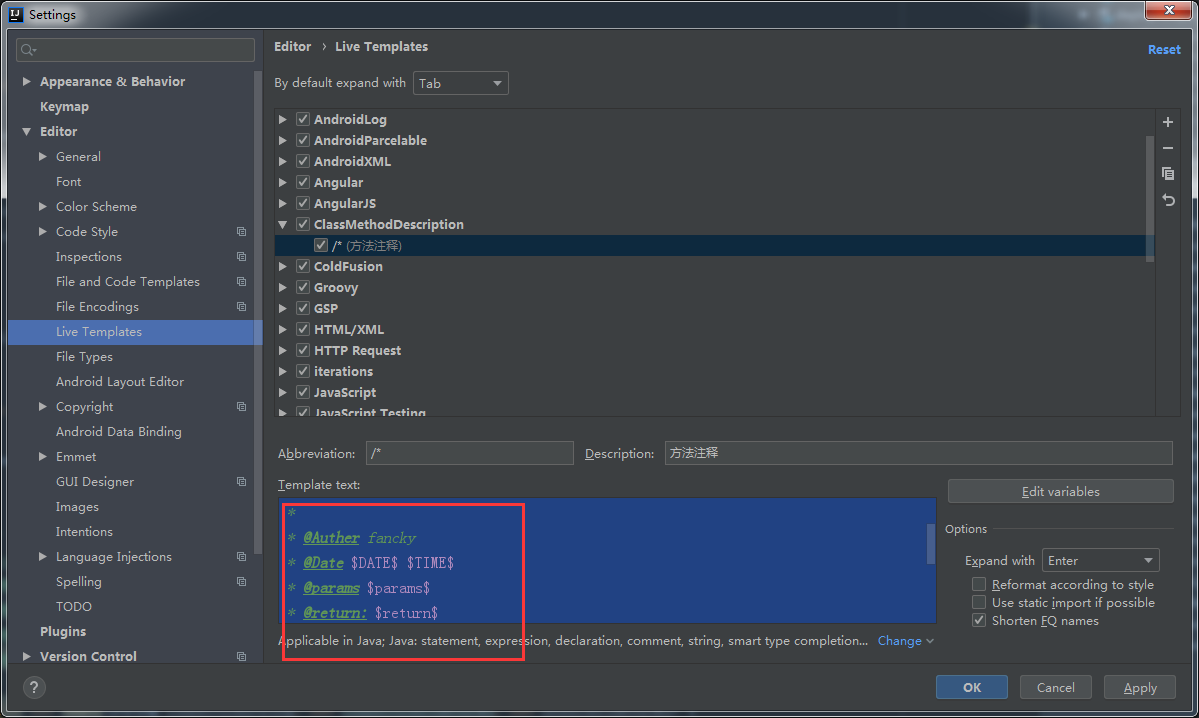 Settings
Appearance & Behavior
Keymap
Editor
General
Font
Color Scheme
Code Style
Inspections
File and Code Templates
File Encodings
Live Templates
File Types
Android Layout Editor
Copyright
Android Data Binding
Emmet
GUI Designer
Images
Intentions
Language Injections
Spelling
TODO
Plugins
Version Control
Editor › Live Templates
Reset
By default expand with Tab
AndroidLog
AndroidParcelable
AndroidXML
Angular
AngularJS
ClassMethodDescription
/* (方法注释)
ColdFusion
Groovy
GSP
HTML/XML
HTTP Request
iterations
JavaScript
JavaScript Testing
Abbreviation: /* Description: 方法注释
Template text:
*
* @Auther fancky
* @Date $DATE$ $TIME$
* @params $params$
* @return: $return$
Applicable in Java; Java: statement, expression, declaration, comment, string, smart type completion... Change
Edit variables
Options
Expand with Enter
Reformat according to style
Use static import if possible
Shorten FQ names
? OK Cancel Apply